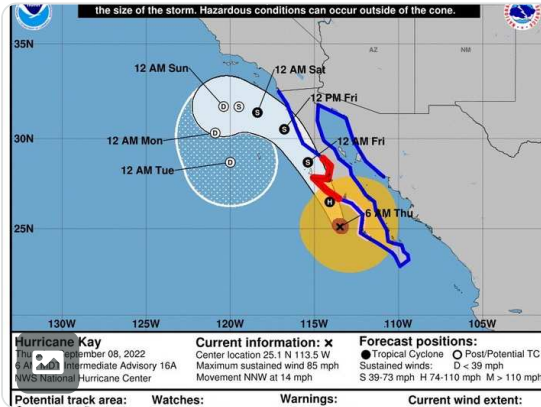 the size of the storm. Hazardous conditions can occur outside of the cone.
35N
AZ
NM
12 AM Sun
12 AM Sat
D
S
S
12 PM Fri
S
30N
12 AM Mon
D
12 AM Fri
S
12 AM Tue
D
H
6 AM Thu
25N
130W
125W
120W
115W
110W
105W
Hurricane Kay
September 08, 2022
Intermediate Advisory 16A
NWS National Hurricane Center
Current information: x
Center location 25.1 N 113.5 W
Maximum sustained wind 85 mph
Movement NNW at 14 mph
Forecast positions:
Tropical Cyclone Post/Potential TC
Sustained winds: D < 39 mph
S 39-73 mph H 74-110 mph M > 110 mph
Potential track area:
Watches:
Warnings:
Current wind extent: